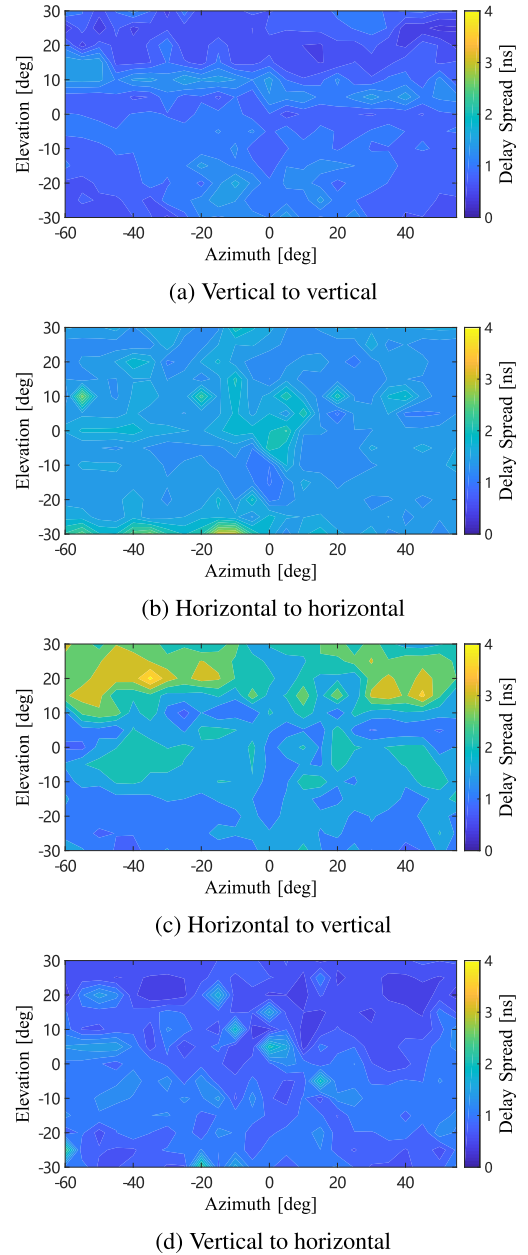 30
20
10
0
-10
-20
-30
Elevation [deg]
-60 -40 -20 0 20 40
Azimuth [deg]
4
3
2
1
0
Delay Spread [ns]
(a) Vertical to vertical
30
20
10
0
-10
-20
-30
Elevation [deg]
-60 -40 -20 0 20 40
Azimuth [deg]
4
3
2
1
0
Delay Spread [ns]
(b) Horizontal to horizontal
30
20
10
0
-10
-20
-30
Elevation [deg]
-60 -40 -20 0 20 40
Azimuth [deg]
4
3
2
1
0
Delay Spread [ns]
(c) Horizontal to vertical
30
20
10
0
-10
-20
-30
Elevation [deg]
-60 -40 -20 0 20 40
Azimuth [deg]
4
3
2
1
0
Delay Spread [ns]
(d) Vertical to horizontal